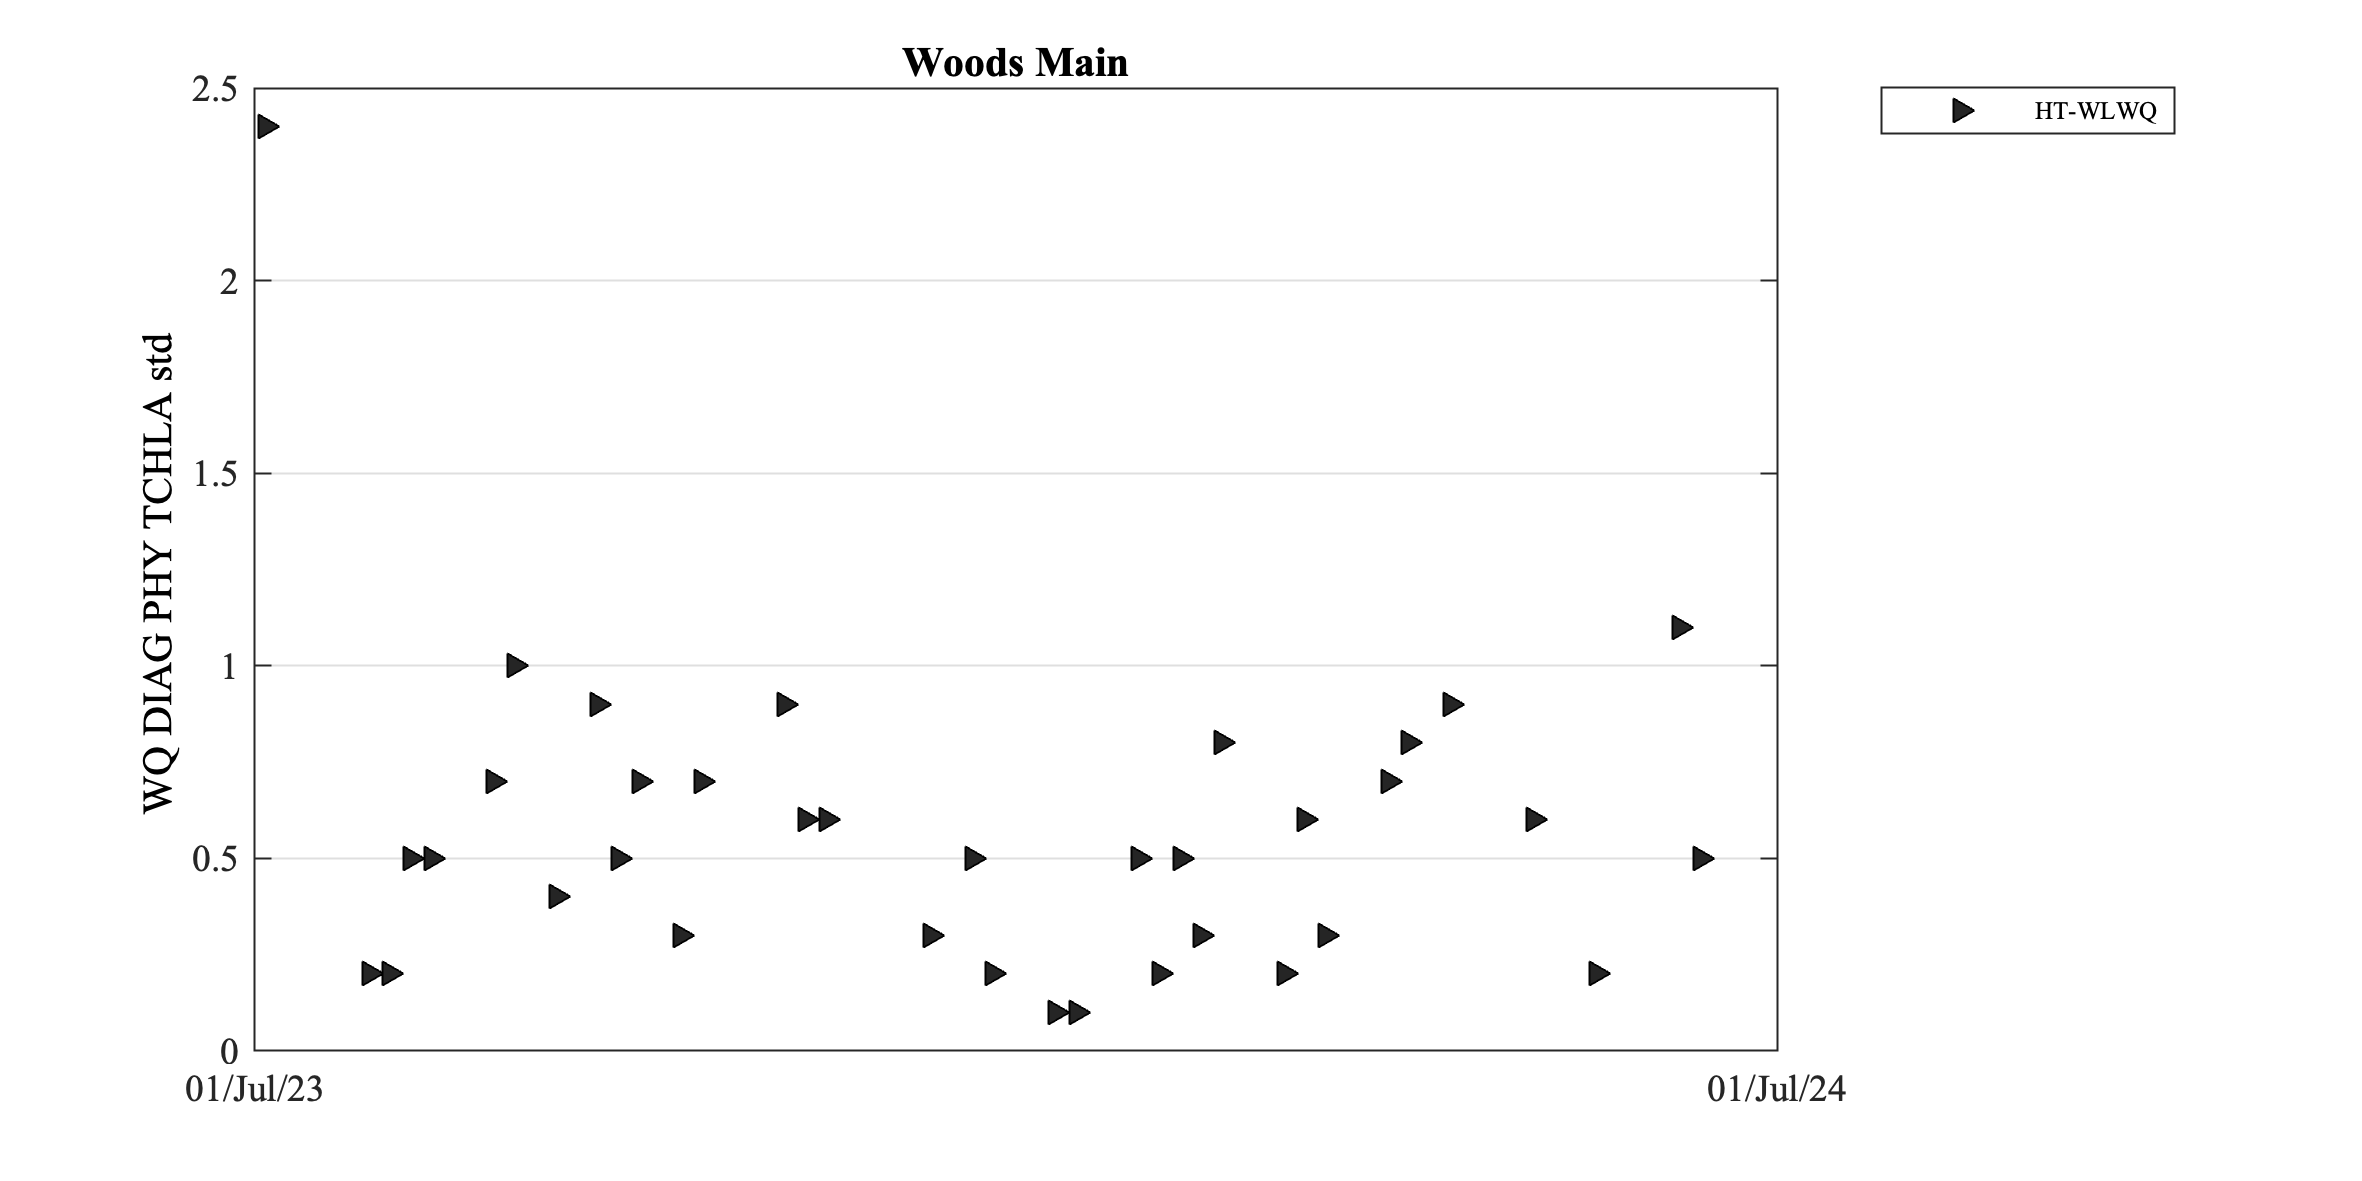 Woods Main
HT-WLWQ
WQ DIAG PHY TCHLA std
2.5
2
1.5
1
0.5
0
01/Jul/23
01/Jul/24